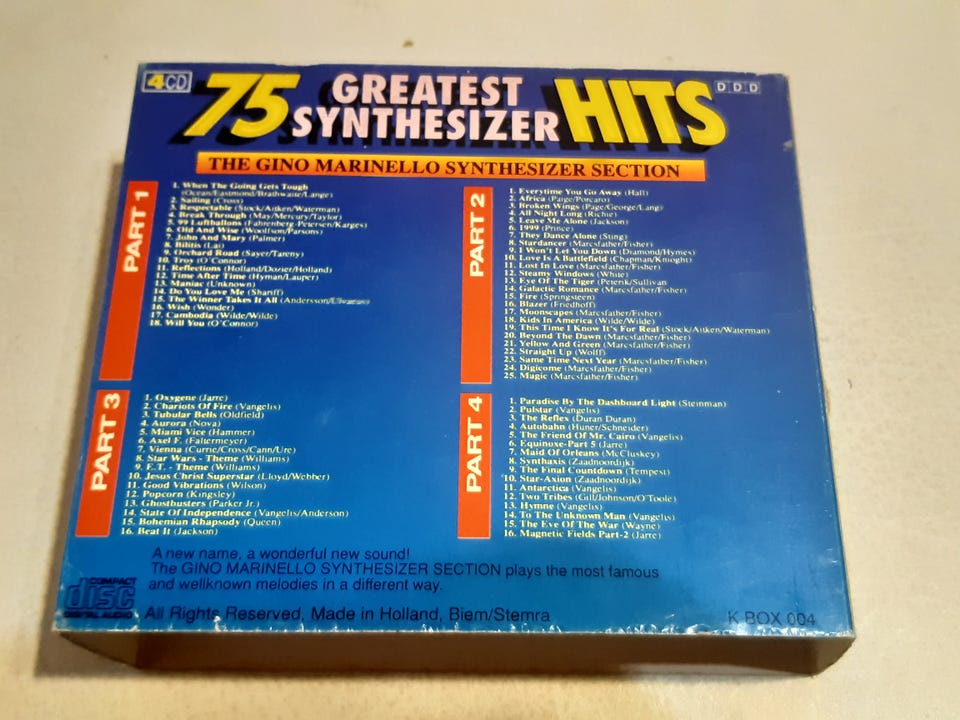 4CD
75 GREATEST SYNTHESIZER HITS
DDD
THE GINO MARINELLO SYNTHESIZER SECTION
PART 1
1. When The Going Gets Tough
(Ocean/Eastmond/Brathwaite/Lange)
2. Sailing (Cross)
3. Respectable (Stock/Aitken/Waterman)
4. Break Through (May/Mercury/Taylor)
5. 99 Luftballons (Fahrenberg-Petersen/Karges)
6. Old And Wise (Woolfson/Parsons)
7. John And Mary (Palmer)
8. Bilitis (Lai)
9. Orchard Road (Sayer/Tarney)
10. Troy (O'Connor)
11. Reflections (Holland/Dozier/Holland)
12. Time After Time (Hyman/Lauper)
13. Maniac (Unknown)
14. Do You Love Me (Shariff)
15. The Winner Takes It All (Andersson/Ulvaeus)
16. Wish (Wonder)
17. Cambodia (Wilde/Wilde)
18. Will You (O'Connor)
PART 2
1. Everytime You Go Away (Hall)
2. Africa (Paige/Porcaro)
3. Broken Wings (Page/George/Lang)
4. All Night Long (Richie)
5. Leave Me Alone (Jackson)
6. 1999 (Prince)
7. They Dance Alone (Sting)
8. Stardancer (Marcsfather/Fisher)
9. I Won't Let You Down (Diamond/Hymes)
10. Love Is A Battlefield (Chapman/Knioght)
11. Lost In Love (Marcsfather/Fisher)
12. Steamy Windows (White)
13. Eye Of The Tiger (Peterik/Sullivan
14. Galactic Romance (Marcsfather/Fisher)
15. Fire (Springsteen)
16. Blazer (Friedhoff)
17. Moonscapes (Marcsfather/Fisher)
18. Kids In America (Wilde/Wilde)
19. This Time I Know It's For Real (Stock/Aitken/Waterman)
20. Beyond The Dawn (Marcsfather/Fisher)
21. Yellow And Green (Marcsfather/Fisher)
22. Straight Up (Wolff)
23. Same Time Next Year (Marcsfather/Fisher)
24. Digicome (Marcsfather/Fisher)
25. Magic (Marcsfather/Fisher)
PART 3
1. Oxygene (Jarre)
2. Chariots Of Fire (Vangelis)
3. Tubular Bells (Oldfield)
4. Aurora (Nova)
5. Miami Vice (Hammer)
6. Axel F. (Faltermeyer)
7. Vienna (Currie/Cross/Cann/Ure)
8. Star Wars - Theme (Williams)
9. E.T. - Theme (Williams)
10. Jesus Christ Superstar (Lloyd/Webber)
11. Good Vibrations (Wilson)
12. Popcorn (Kingsley)
13. Ghostbusters (Parker Jr.)
14. State Of Independence (Vangelis/Anderson)
15. Bohemian Rhapsody (Queen)
16. Beat It (Jackson)
PART 4
1. Paradise By The Dashboard Light (Steinman)
2. Pulstar (Vangelis)
3. The Reflex (Duran Duran)
4. Autobahn (Huner/Schneider)
5. The Friend Of Mr. Cairo (Vangelis)
6. Equinoxe-Part 5 (Jarre)
7. Maid Of Orleans (McCluskey)
8. Synthaxis (Zaadnoordijk)
9. The Final Countdown (Tempest)
10. Star-Axion (Zaadnoordijk)
11. Antarctica (Vangelis)
12. Two Tribes (Gill/Johnson/O'Toole)
13. Hymne (Vangelis)
14. To The Unknown Man (Vangelis)
15. The Eve Of The War (Wayne)
16. Magnetic Fields Part-2 (Jarre)
A new name, a wonderful new sound!
The GINO MARINELLO SYNTHESIZER SECTION plays the most famous
and wellknown melodies in a different way.
COMPACT
disc
DIGITAL AUDIO
All Rights Reserved, Made in Holland, Biem/Stemra
K BOX 004